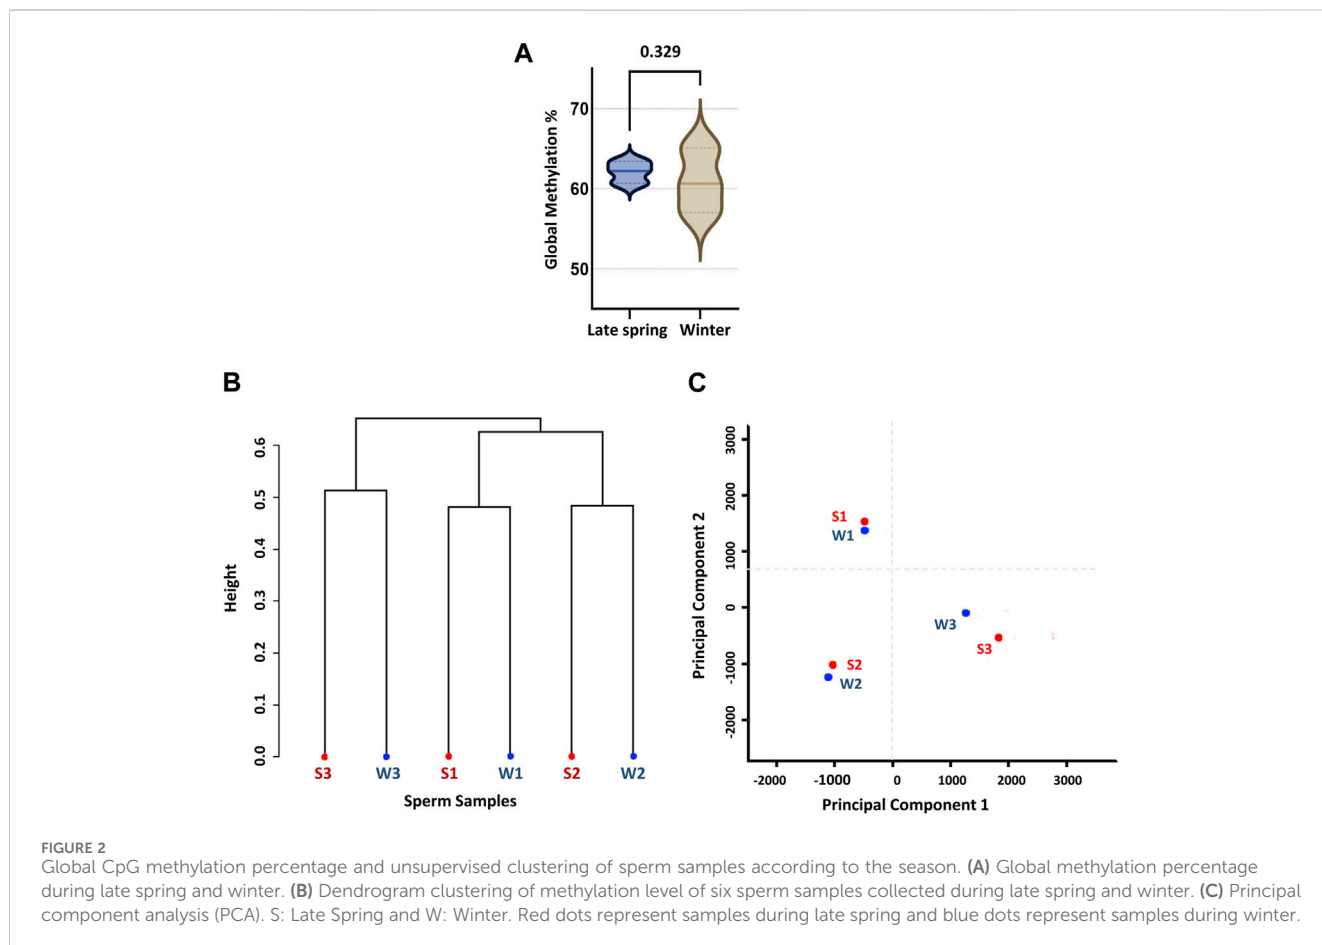 A
0.329
Global Methylation %
70
60
50
Late spring
Winter
B
Height
0.6
0.5
0.4
0.3
0.2
0.1
0.0
S3
W3
S1
W1
S2
W2
Sperm Samples
C
Principal Component 2
3000
2000
1000
0
-1000
-2000
S1
W1
W3
S3
S2
W2
-2000
-1000
0
1000
2000
3000
Principal Component 1
FIGURE 2
Global CpG methylation percentage and unsupervised clustering of sperm samples according to the season. (A) Global methylation percentage
during late spring and winter. (B) Dendrogram clustering of methylation level of six sperm samples collected during late spring and winter. (C) Principal
component analysis (PCA). S: Late Spring and W: Winter. Red dots represent samples during late spring and blue dots represent samples during winter.